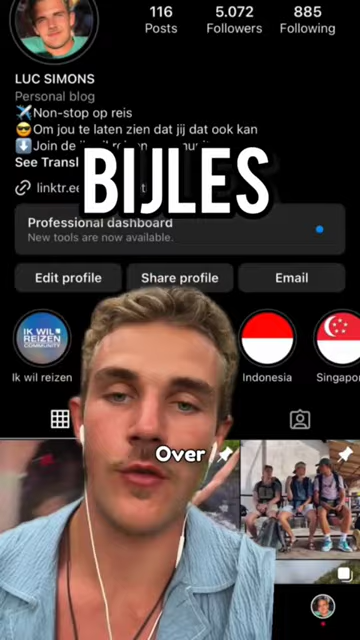 116
5.072
885
Posts
Followers
Following
LUC SIMONS
Personal blog
✈️Non-stop op reis
😎Om jou te laten zien dat jij dat ook kan
⬇️Join de
See Transl
BIJLES
linktr.ee
Professional dashboard
New tools are now available.
Edit profile
Share profile
Email
IK WIL
REIZEN
COMMUNITY
Ik wil reizen
Indonesia
Singapor
Over